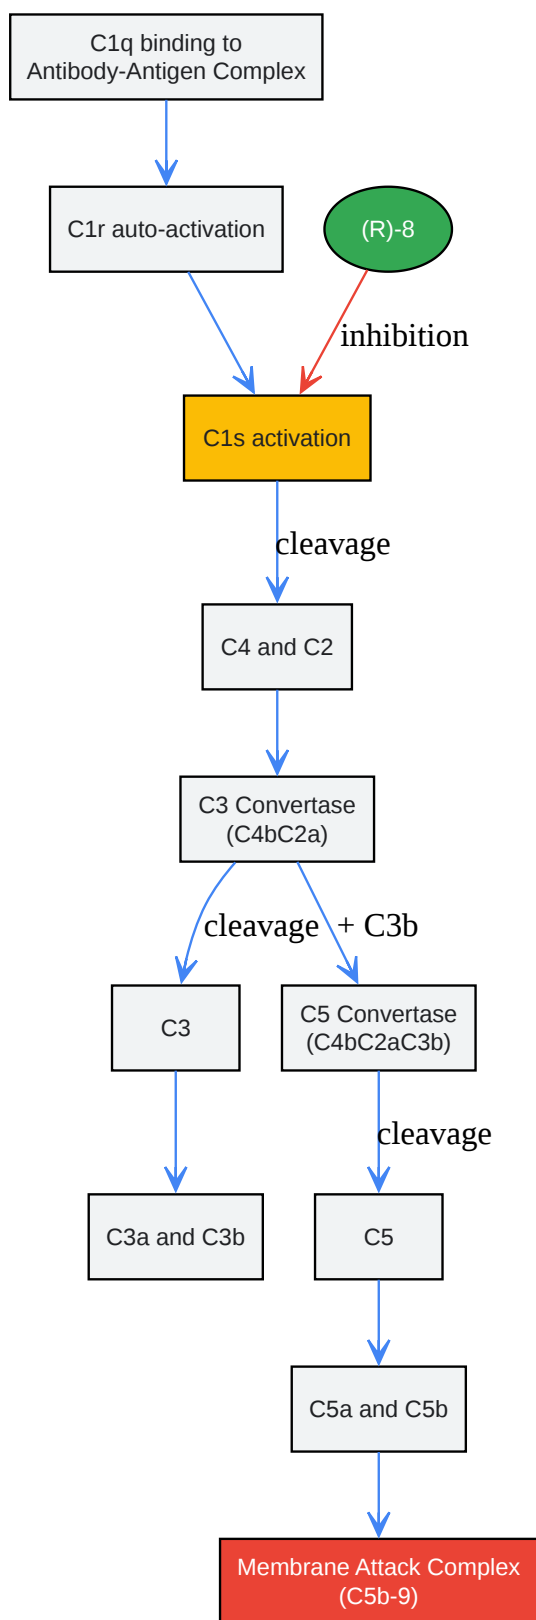 C1q binding to
Antibody-Antigen Complex
C1r auto-activation
(R)-8
inhibition
C1s activation
cleavage
C4 and C2
C3 Convertase
(C4bC2a)
cleavage
+ C3b
C3
C5 Convertase
(C4bC2aC3b)
cleavage
C3a and C3b
C5
C5a and C5b
Membrane Attack Complex
(C5b-9)